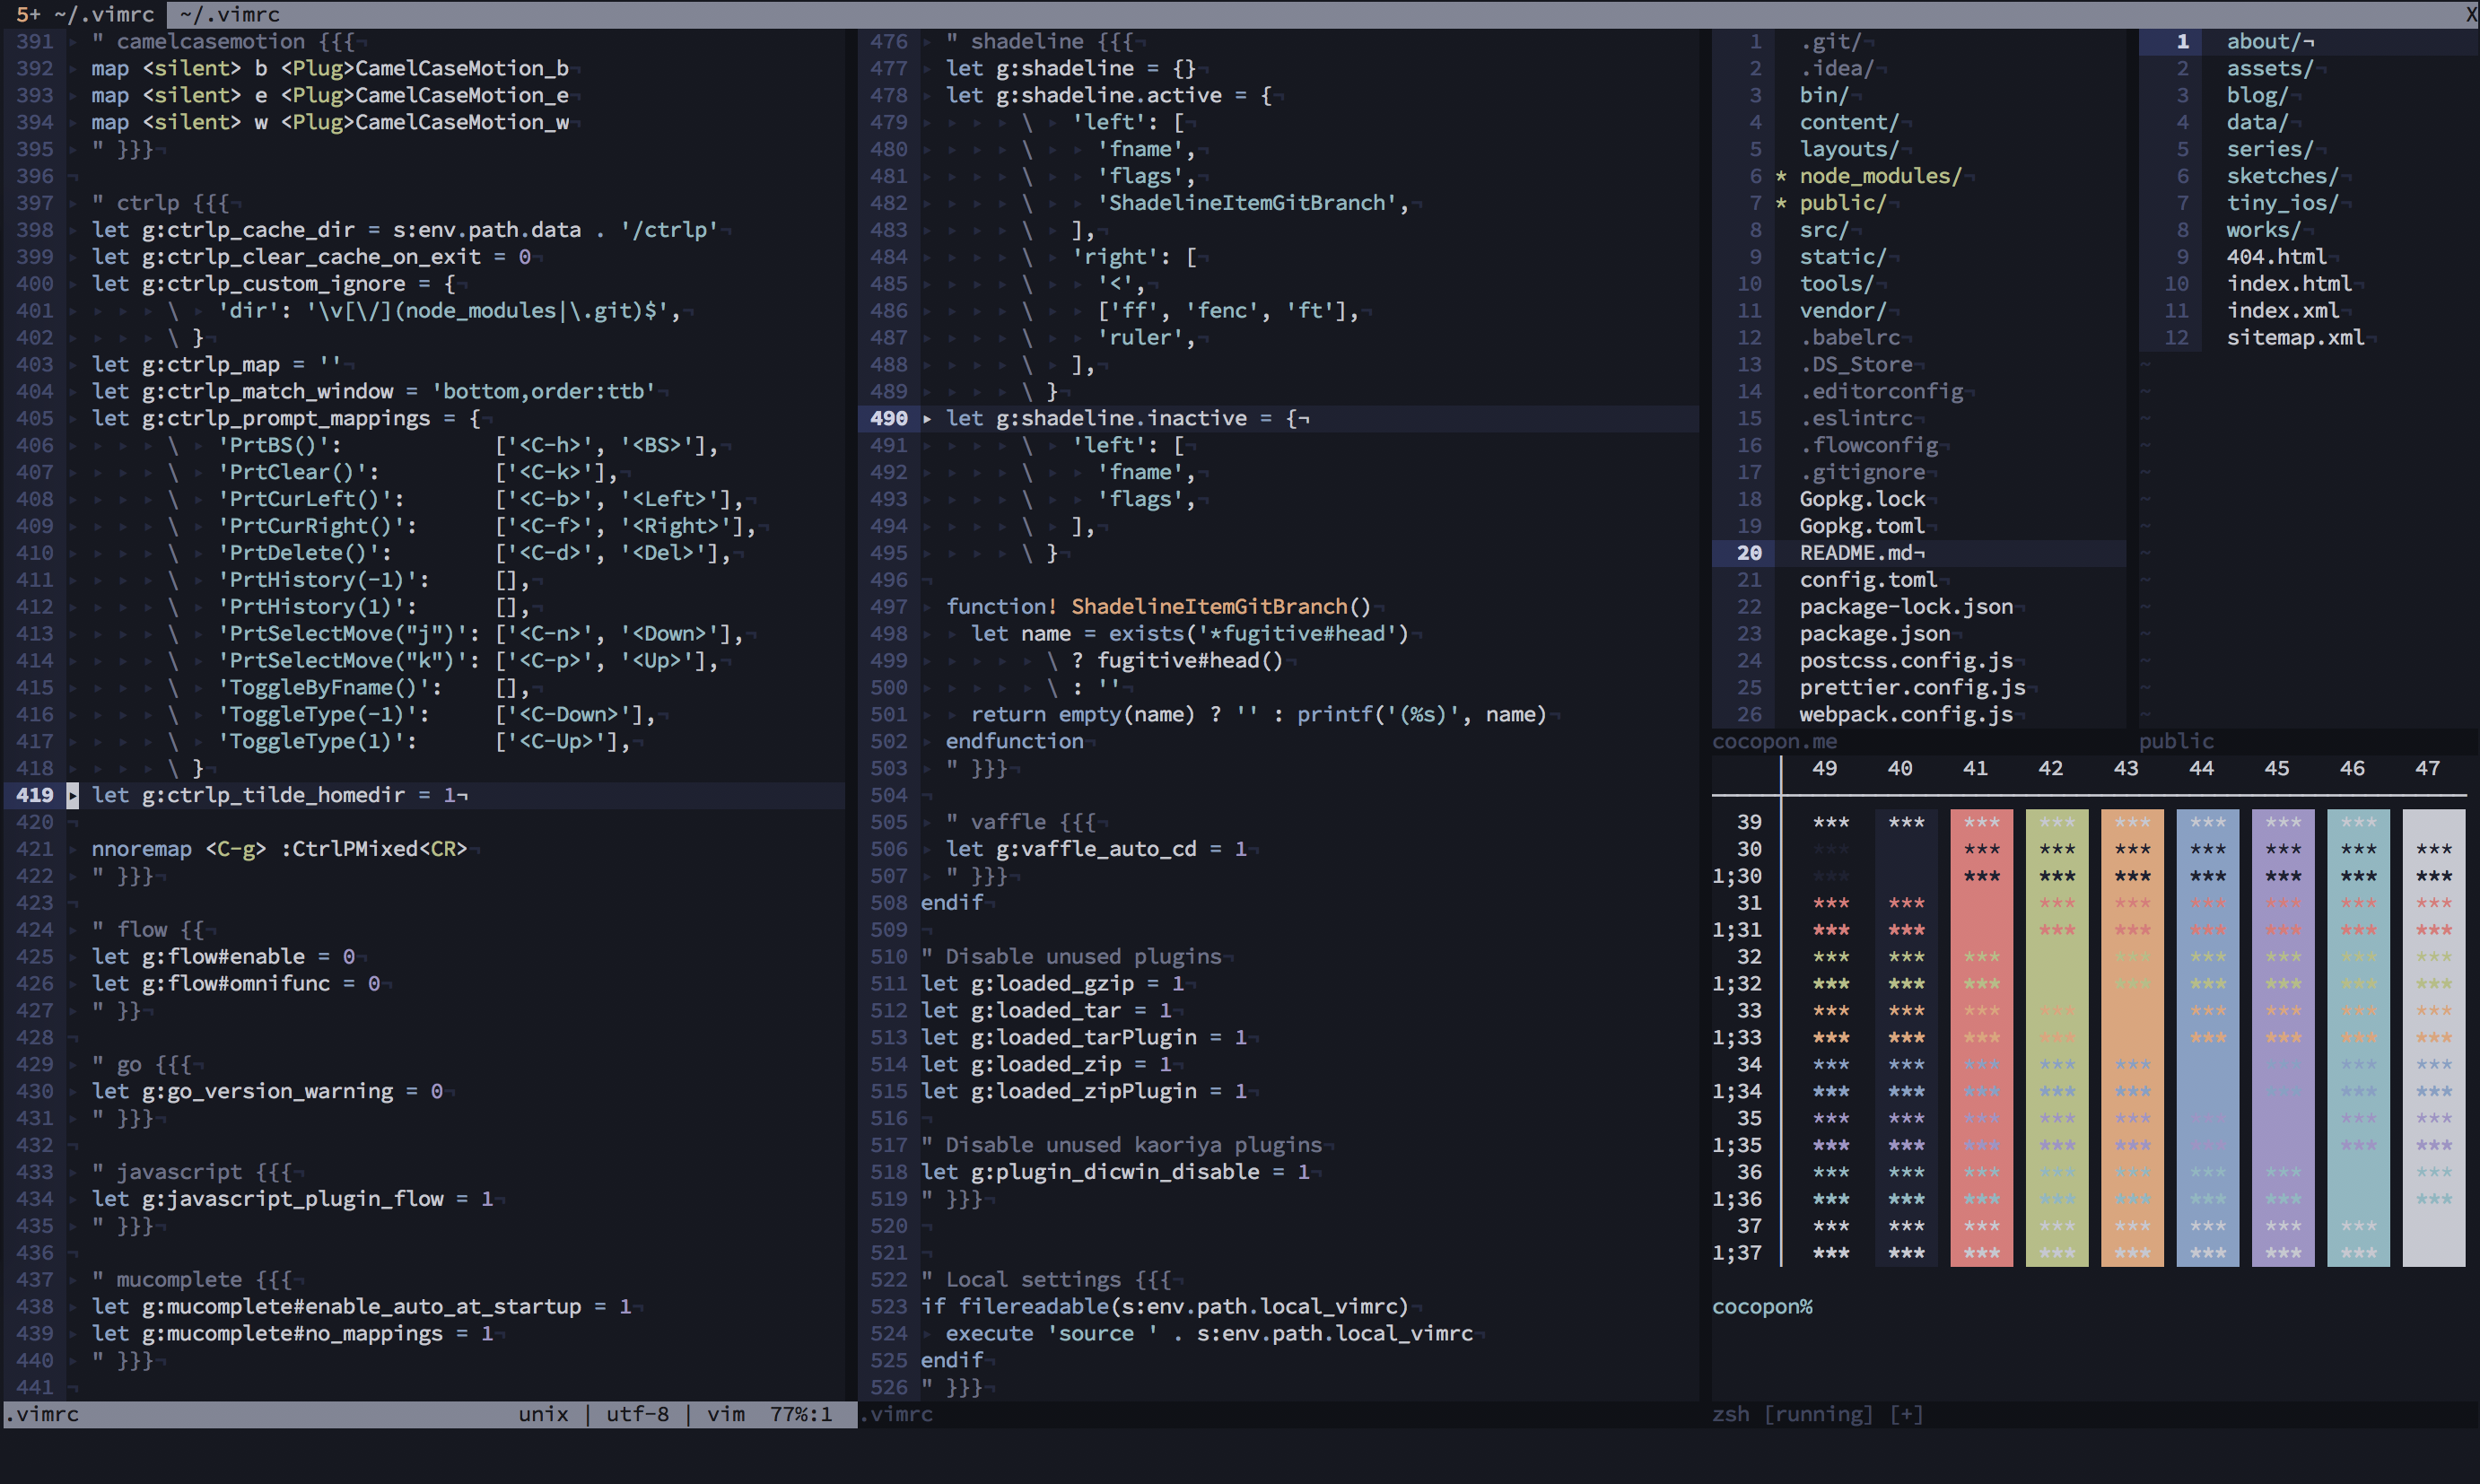 5+ ~/.vimrc  ~/.vimrc  X
391 " camelcasemotion {{{¬
392 map <silent> b <Plug>CamelCaseMotion_b¬
393 map <silent> e <Plug>CamelCaseMotion_e¬
394 map <silent> w <Plug>CamelCaseMotion_w¬
395 " }}}¬
396 ¬
397 " ctrlp {{{¬
398 let g:ctrlp_cache_dir = s:env.path.data . '/ctrlp'¬
399 let g:ctrlp_clear_cache_on_exit = 0¬
400 let g:ctrlp_custom_ignore = {¬
401 \ 'dir': '\v[\/](node_modules|\.git)$',¬
402 \ }¬
403 let g:ctrlp_map = ''¬
404 let g:ctrlp_match_window = 'bottom,order:ttb'¬
405 let g:ctrlp_prompt_mappings = {¬
406 \ 'PrtBS()': ['<C-h>', '<BS>'],¬
407 \ 'PrtClear()': ['<C-k>'],¬
408 \ 'PrtCurLeft()': ['<C-b>', '<Left>'],¬
409 \ 'PrtCurRight()': ['<C-f>', '<Right>'],¬
410 \ 'PrtDelete()': ['<C-d>', '<Del>'],¬
411 \ 'PrtHistory(-1)': [],¬
412 \ 'PrtHistory(1)': [],¬
413 \ 'PrtSelectMove("j")': ['<C-n>', '<Down>'],¬
414 \ 'PrtSelectMove("k")': ['<C-p>', '<Up>'],¬
415 \ 'ToggleByFname()': [],¬
416 \ 'ToggleType(-1)': ['<C-Down>'],¬
417 \ 'ToggleType(1)': ['<C-Up>'],¬
418 \ }¬
419 let g:ctrlp_tilde_homedir = 1¬
420 ¬
421 nnoremap <C-g> :CtrlPMixed<CR>¬
422 " }}}¬
423 ¬
424 " flow {{¬
425 let g:flow#enable = 0¬
426 let g:flow#omnifunc = 0¬
427 " }}¬
428 ¬
429 " go {{{¬
430 let g:go_version_warning = 0¬
431 " }}}¬
432 ¬
433 " javascript {{{¬
434 let g:javascript_plugin_flow = 1¬
435 " }}}¬
436 ¬
437 " mucomplete {{{¬
438 let g:mucomplete#enable_auto_at_startup = 1¬
439 let g:mucomplete#no_mappings = 1¬
440 " }}}¬
441 ¬
.vimrc unix | utf-8 | vim 77%:1
476 " shadeline {{{¬
477 let g:shadeline = {}¬
478 let g:shadeline.active = {¬
479 \ 'left': [¬
480 \ 'fname',¬
481 \ 'flags',¬
482 \ 'ShadelineItemGitBranch',¬
483 \ ],¬
484 \ 'right': [¬
485 \ '<',¬
486 \ ['ff', 'fenc', 'ft'],¬
487 \ 'ruler',¬
488 \ ],¬
489 \ }¬
490 let g:shadeline.inactive = {¬
491 \ 'left': [¬
492 \ 'fname',¬
493 \ 'flags',¬
494 \ ],¬
495 \ }¬
496 ¬
497 function! ShadelineItemGitBranch()¬
498 let name = exists('*fugitive#head')¬
499 \ ? fugitive#head()¬
500 \ : ''¬
501 return empty(name) ? '' : printf('(%s)', name)¬
502 endfunction¬
503 " }}}¬
504 ¬
505 " vaffle {{{¬
506 let g:vaffle_auto_cd = 1¬
507 " }}}¬
508 endif¬
509 ¬
510 " Disable unused plugins¬
511 let g:loaded_gzip = 1¬
512 let g:loaded_tar = 1¬
513 let g:loaded_tarPlugin = 1¬
514 let g:loaded_zip = 1¬
515 let g:loaded_zipPlugin = 1¬
516 ¬
517 " Disable unused kaoriya plugins¬
518 let g:plugin_dicwin_disable = 1¬
519 " }}}¬
520 ¬
521 ¬
522 " Local settings {{{¬
523 if filereadable(s:env.path.local_vimrc)¬
524 execute 'source ' . s:env.path.local_vimrc¬
525 endif¬
526 " }}}¬
.vimrc
1 .git/¬
2 .idea/¬
3 bin/¬
4 content/¬
5 layouts/¬
6 * node_modules/¬
7 * public/¬
8 src/¬
9 static/¬
10 tools/¬
11 vendor/¬
12 .babelrc¬
13 .DS_Store¬
14 .editorconfig¬
15 .eslintrc¬
16 .flowconfig¬
17 .gitignore¬
18 Gopkg.lock¬
19 Gopkg.toml¬
20 README.md¬
21 config.toml¬
22 package-lock.json¬
23 package.json¬
24 postcss.config.js¬
25 prettier.config.js¬
26 webpack.config.js¬
cocopon.me
1 about/¬
2 assets/¬
3 blog/¬
4 data/¬
5 series/¬
6 sketches/¬
7 tiny_ios/¬
8 works/¬
9 404.html¬
10 index.html¬
11 index.xml¬
12 sitemap.xml¬
public
49 40 41 42 43 44 45 46 47
39 *** *** *** *** *** *** *** ***
30 *** *** *** *** *** *** *** ***
1;30 *** *** *** *** *** *** *** ***
31 *** *** *** *** *** *** *** ***
1;31 *** *** *** *** *** *** *** ***
32 *** *** *** *** *** *** *** ***
1;32 *** *** *** *** *** *** *** ***
33 *** *** *** *** *** *** *** ***
1;33 *** *** *** *** *** *** *** ***
34 *** *** *** *** *** *** *** ***
1;34 *** *** *** *** *** *** *** ***
35 *** *** *** *** *** *** *** ***
1;35 *** *** *** *** *** *** *** ***
36 *** *** *** *** *** *** *** ***
1;36 *** *** *** *** *** *** *** ***
37 *** *** *** *** *** *** *** ***
1;37 *** *** *** *** *** *** *** ***
cocopon%
zsh [running] [+]